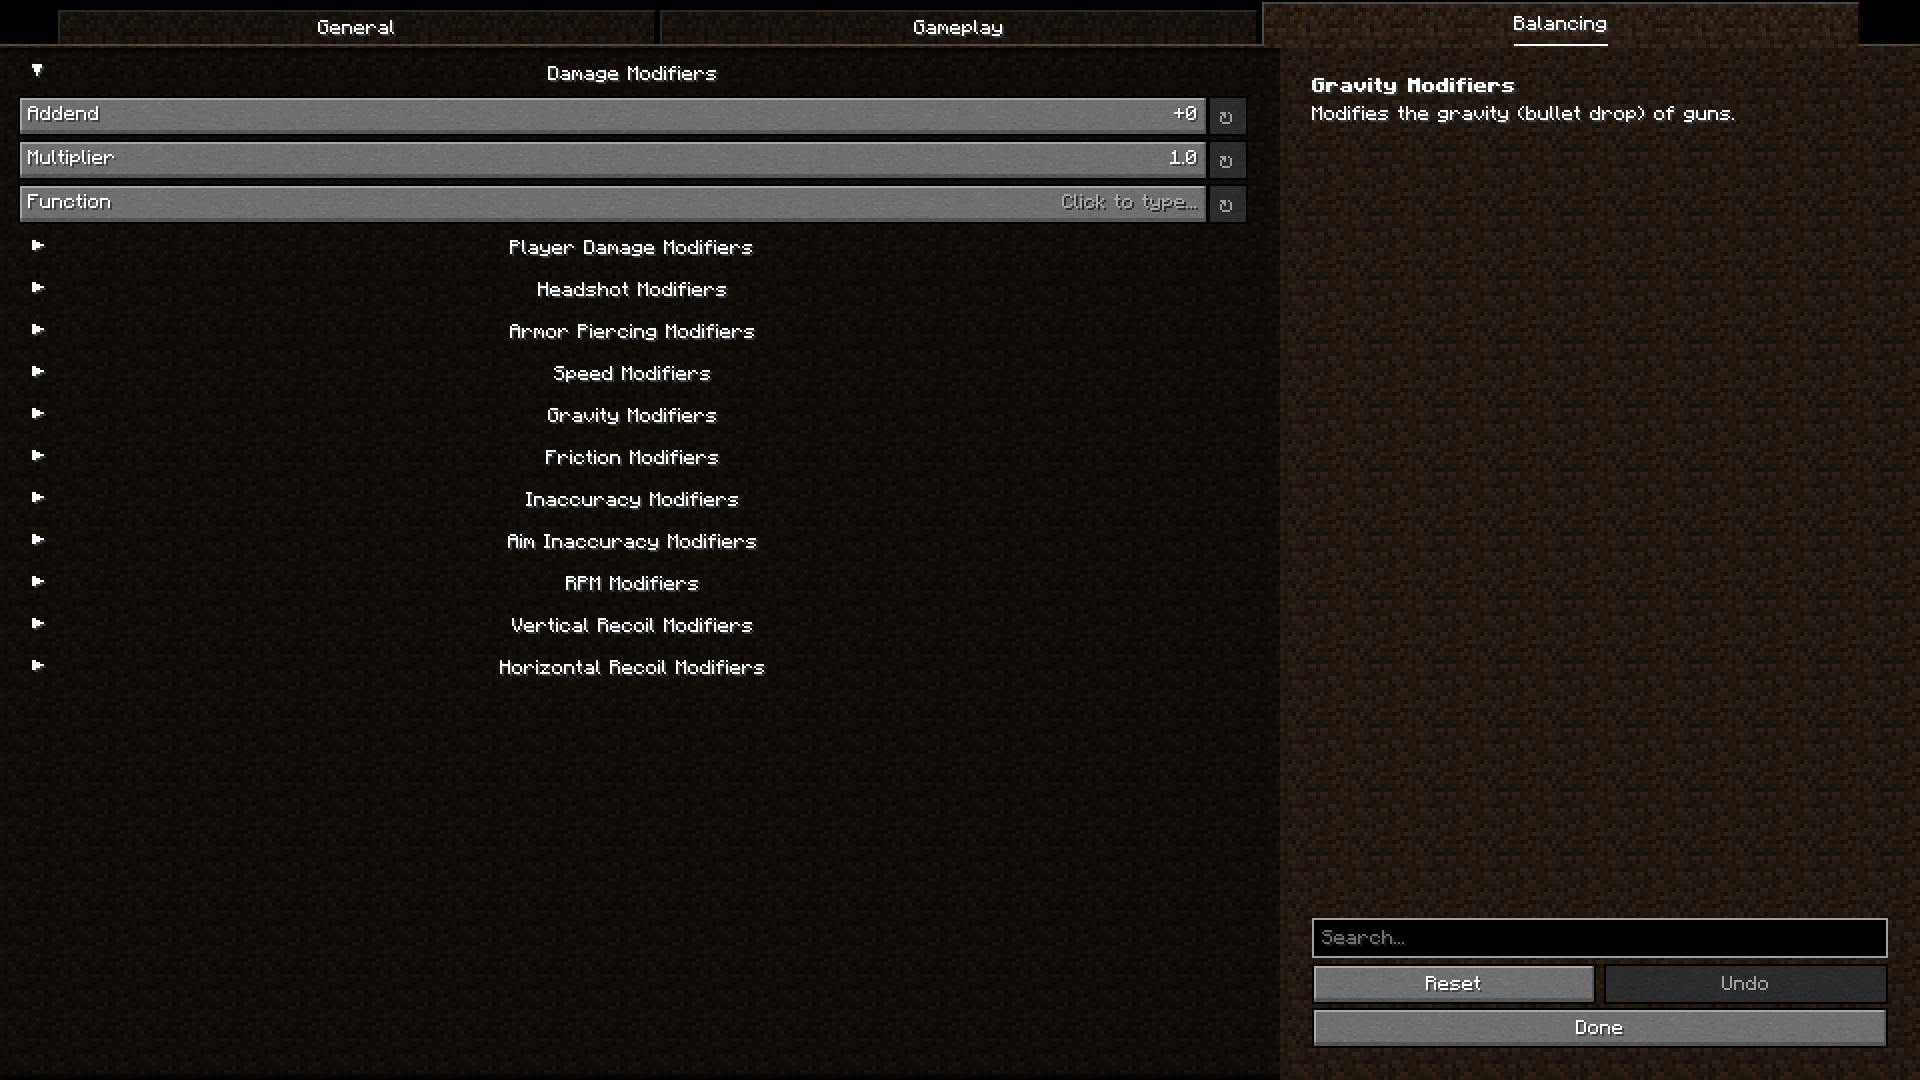 General
Gameplay
Balancing
Damage Modifiers
Addend
+0
Multiplier
1.0
Function
Click to type...
Player Damage Modifiers
Headshot Modifiers
Armor Piercing Modifiers
Speed Modifiers
Gravity Modifiers
Friction Modifiers
Inaccuracy Modifiers
Aim Inaccuracy Modifiers
RPM Modifiers
Vertical Recoil Modifiers
Horizontal Recoil Modifiers
Gravity Modifiers
Modifies the gravity (bullet drop) of guns.
Search...
Reset
Undo
Done